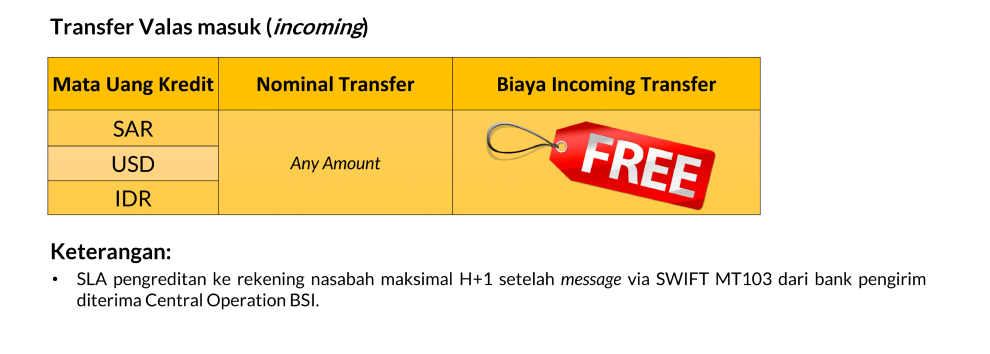 Transfer Valas masuk (incoming)
Mata Uang Kredit Nominal Transfer Biaya Incoming Transfer
SAR
USD Any Amount FREE
IDR
Keterangan:
• SLA pengreditan ke rekening nasabah maksimal H+1 setelah message via SWIFT MT103 dari bank pengirim
diterima Central Operation BSI.